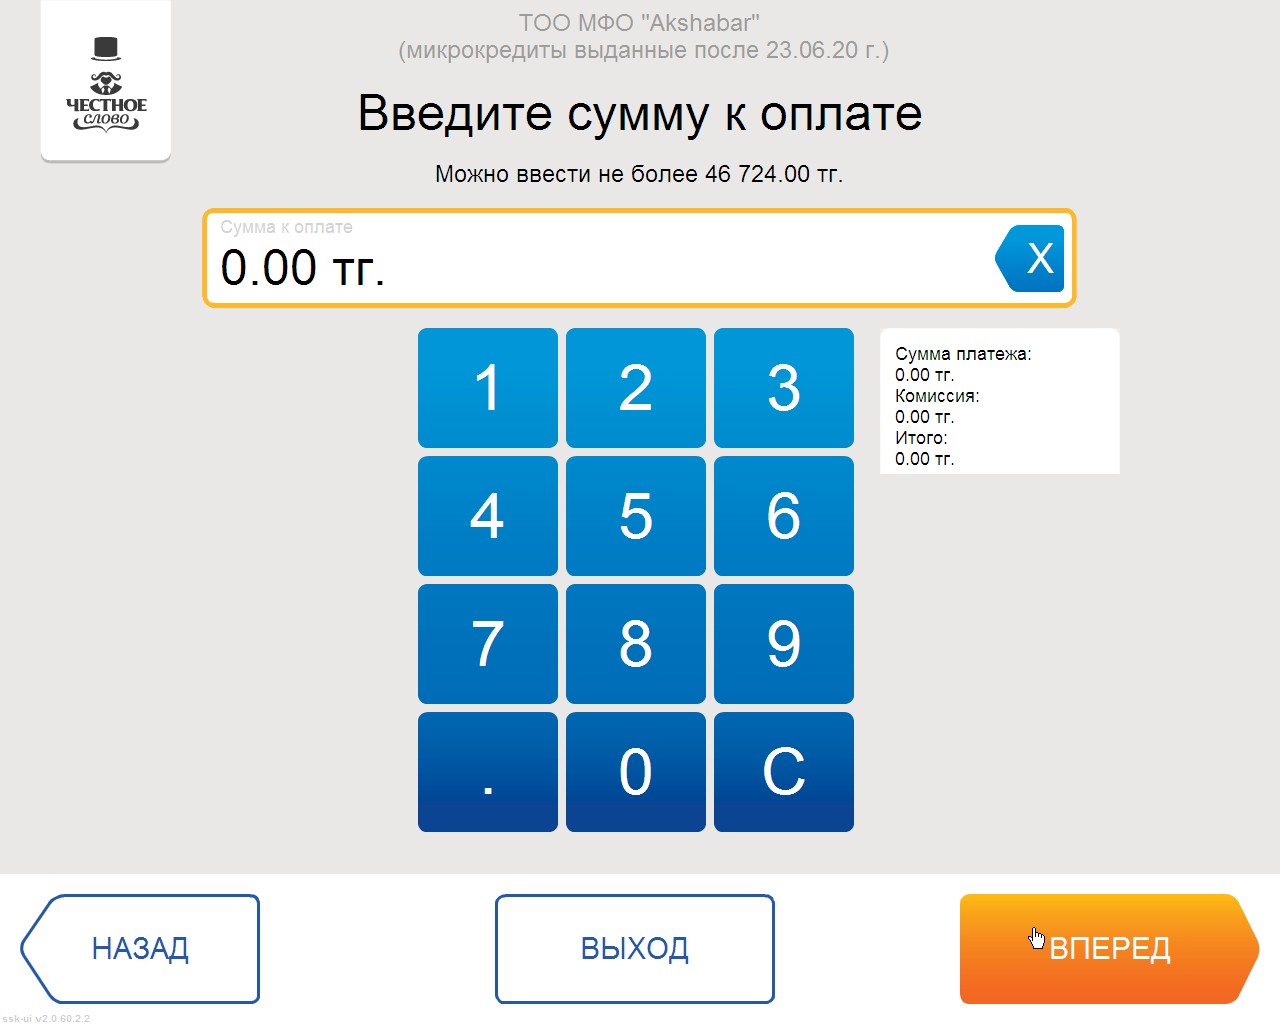 ТОО МФО "Akshabar"
(микрокредиты выданные после 23.06.20 г.)
ЧЕСТНОЕ
СЛОВО
Введите сумму к оплате
Можно ввести не более 46 724.00 тг.
Сумма к оплате
0.00 тг.
X
1 2 3
4 5 6
7 8 9
. 0 C
Сумма платежа:
0.00 тг.
Комиссия:
0.00 тг.
Итого:
0.00 тг.
НАЗАД
ВЫХОД
ВПЕРЕД
ssk-ui v2.0.60.2.2